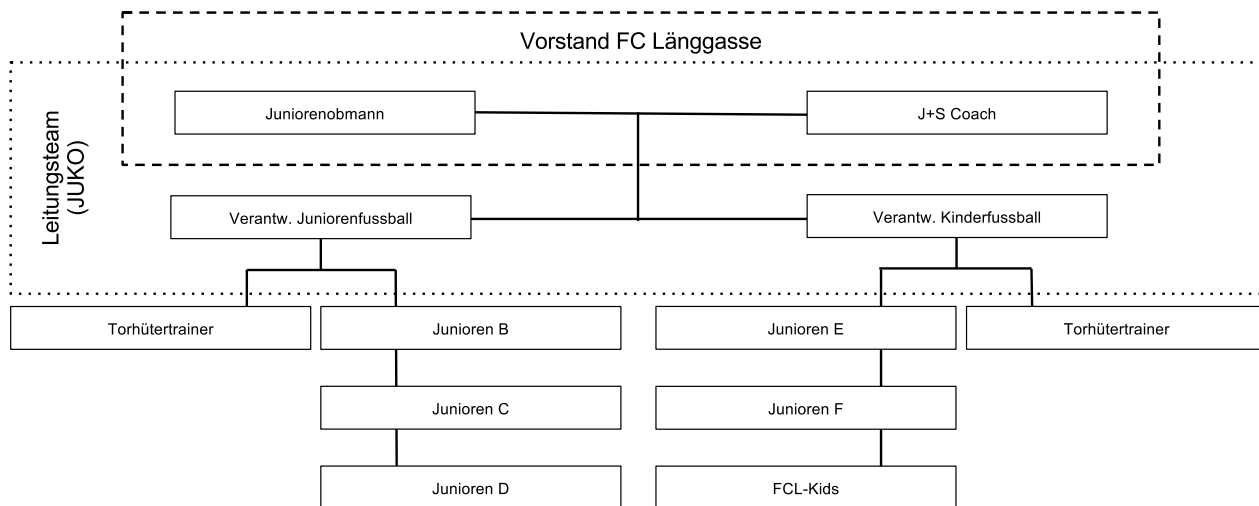 Vorstand FC Länggasse
Leitungsteam
(JUKO)
Juniorenobmann
J+S Coach
Verantw. Juniorenfussball
Verantw. Kinderfussball
Torhütertrainer
Junioren B
Junioren E
Torhütertrainer
Junioren C
Junioren F
Junioren D
FCL-Kids